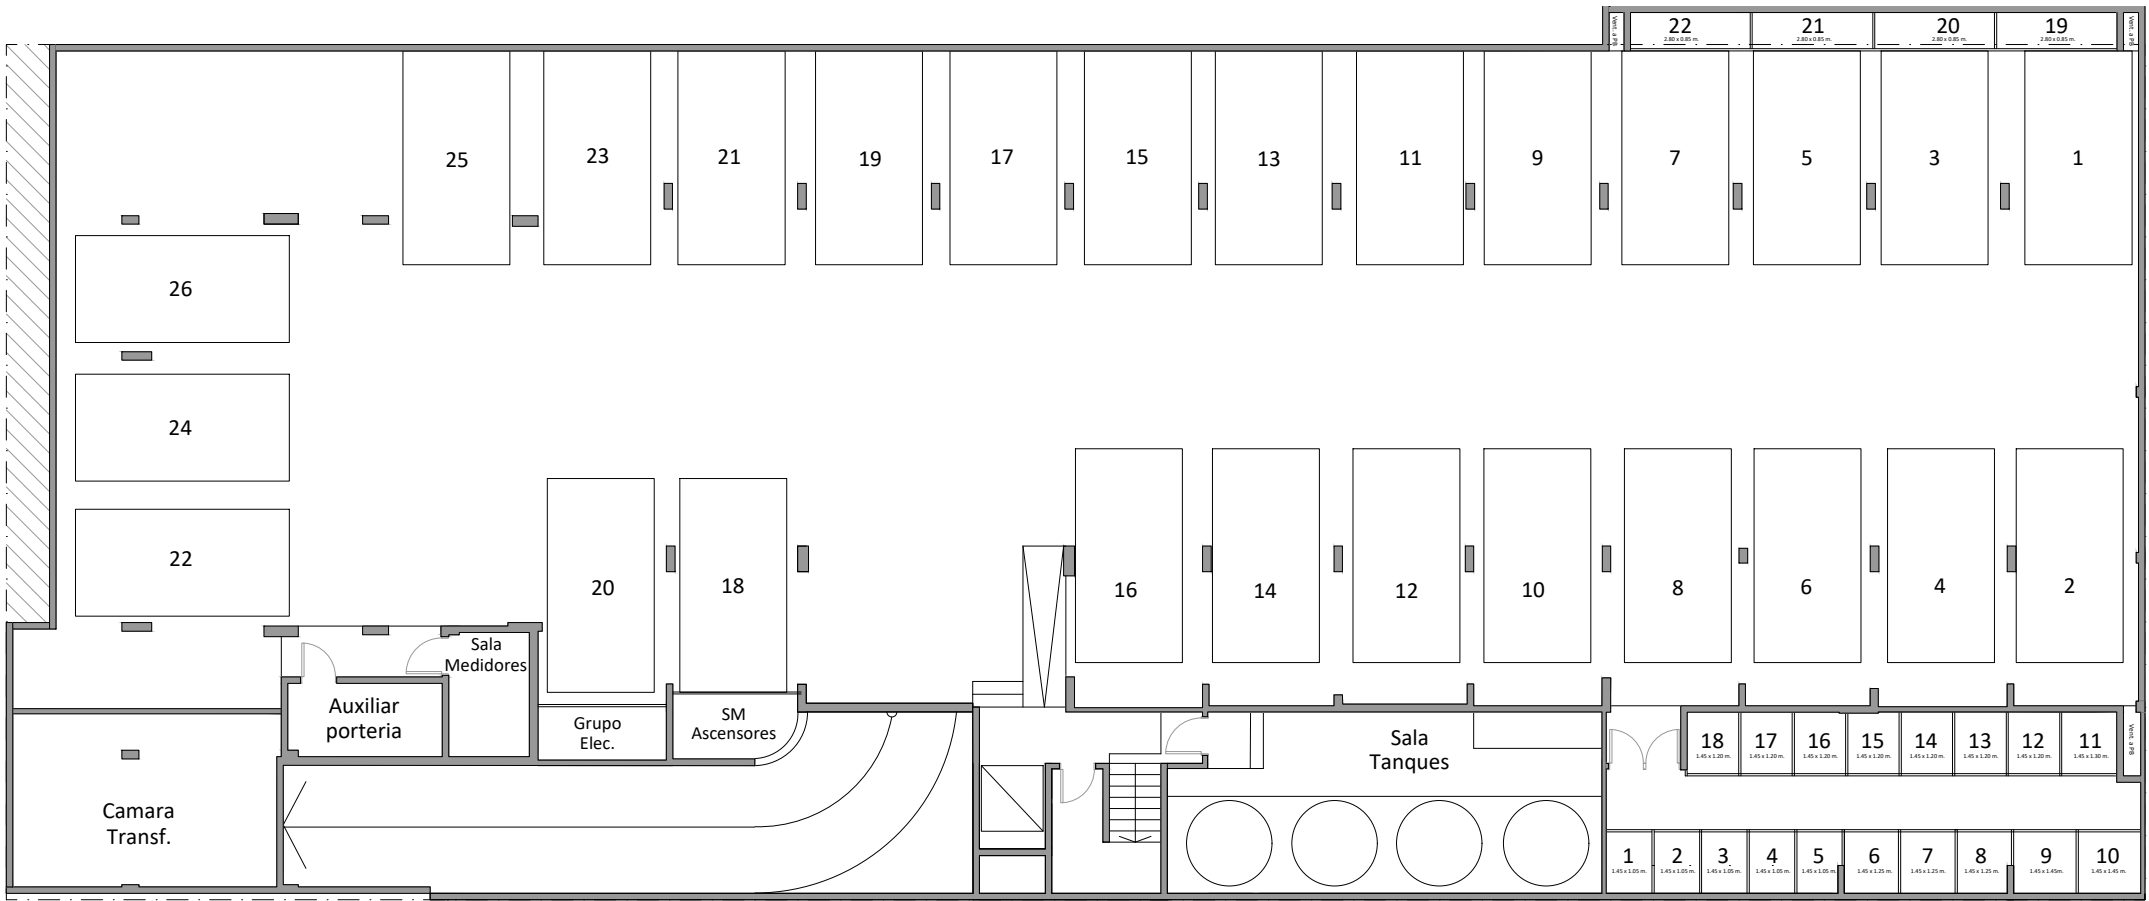 Vent. a PB
22
2.80 x 0.85 m.
21
2.80 x 0.85 m.
20
2.80 x 0.85 m.
19
2.80 x 0.85 m.
Vent. a PB
25
23
21
19
17
15
13
11
9
7
5
3
1
26
24
22
20
18
16
14
12
10
8
6
4
2
Sala
Medidores
Auxiliar
porteria
Grupo
Elec.
SM
Ascensores
Sala
Tanques
Camara
Transf.
18
1.45 x 1.20 m.
17
1.45 x 1.20 m.
16
1.45 x 1.20 m.
15
1.45 x 1.20 m.
14
1.45 x 1.20 m.
13
1.45 x 1.20 m.
12
1.45 x 1.20 m.
11
1.45 x 1.30 m.
Vent. a PB
1
1.45 x 1.05 m.
2
1.45 x 1.05 m.
3
1.45 x 1.05 m.
4
1.45 x 1.05 m.
5
1.45 x 1.05 m.
6
1.45 x 1.25 m.
7
1.45 x 1.25 m.
8
1.45 x 1.25 m.
9
1.45 x 1.45m.
10
1.45 x 1.45 m.